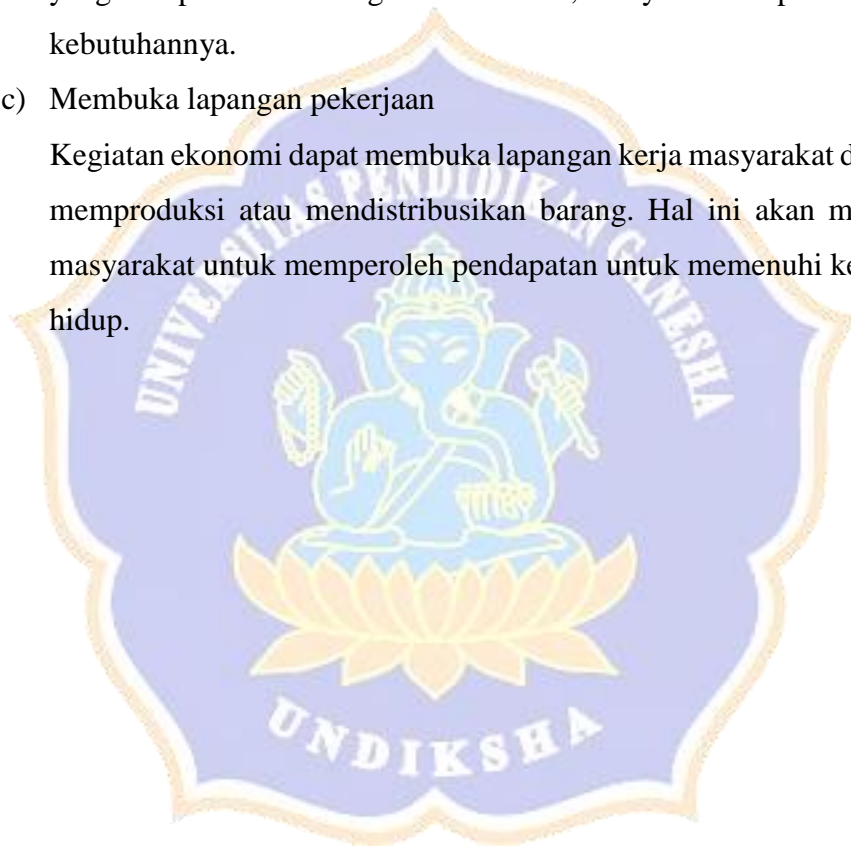 kebutuhannya.
c) Membuka lapangan pekerjaan
Kegiatan ekonomi dapat membuka lapangan kerja masyarakat
memproduksi atau mendistribusikan barang. Hal ini akan
masyarakat untuk memperoleh pendapatan untuk memenuhi
hidup.
UNIVERSITAS PENDIDIKAN GANESHA
UNDIKSHA